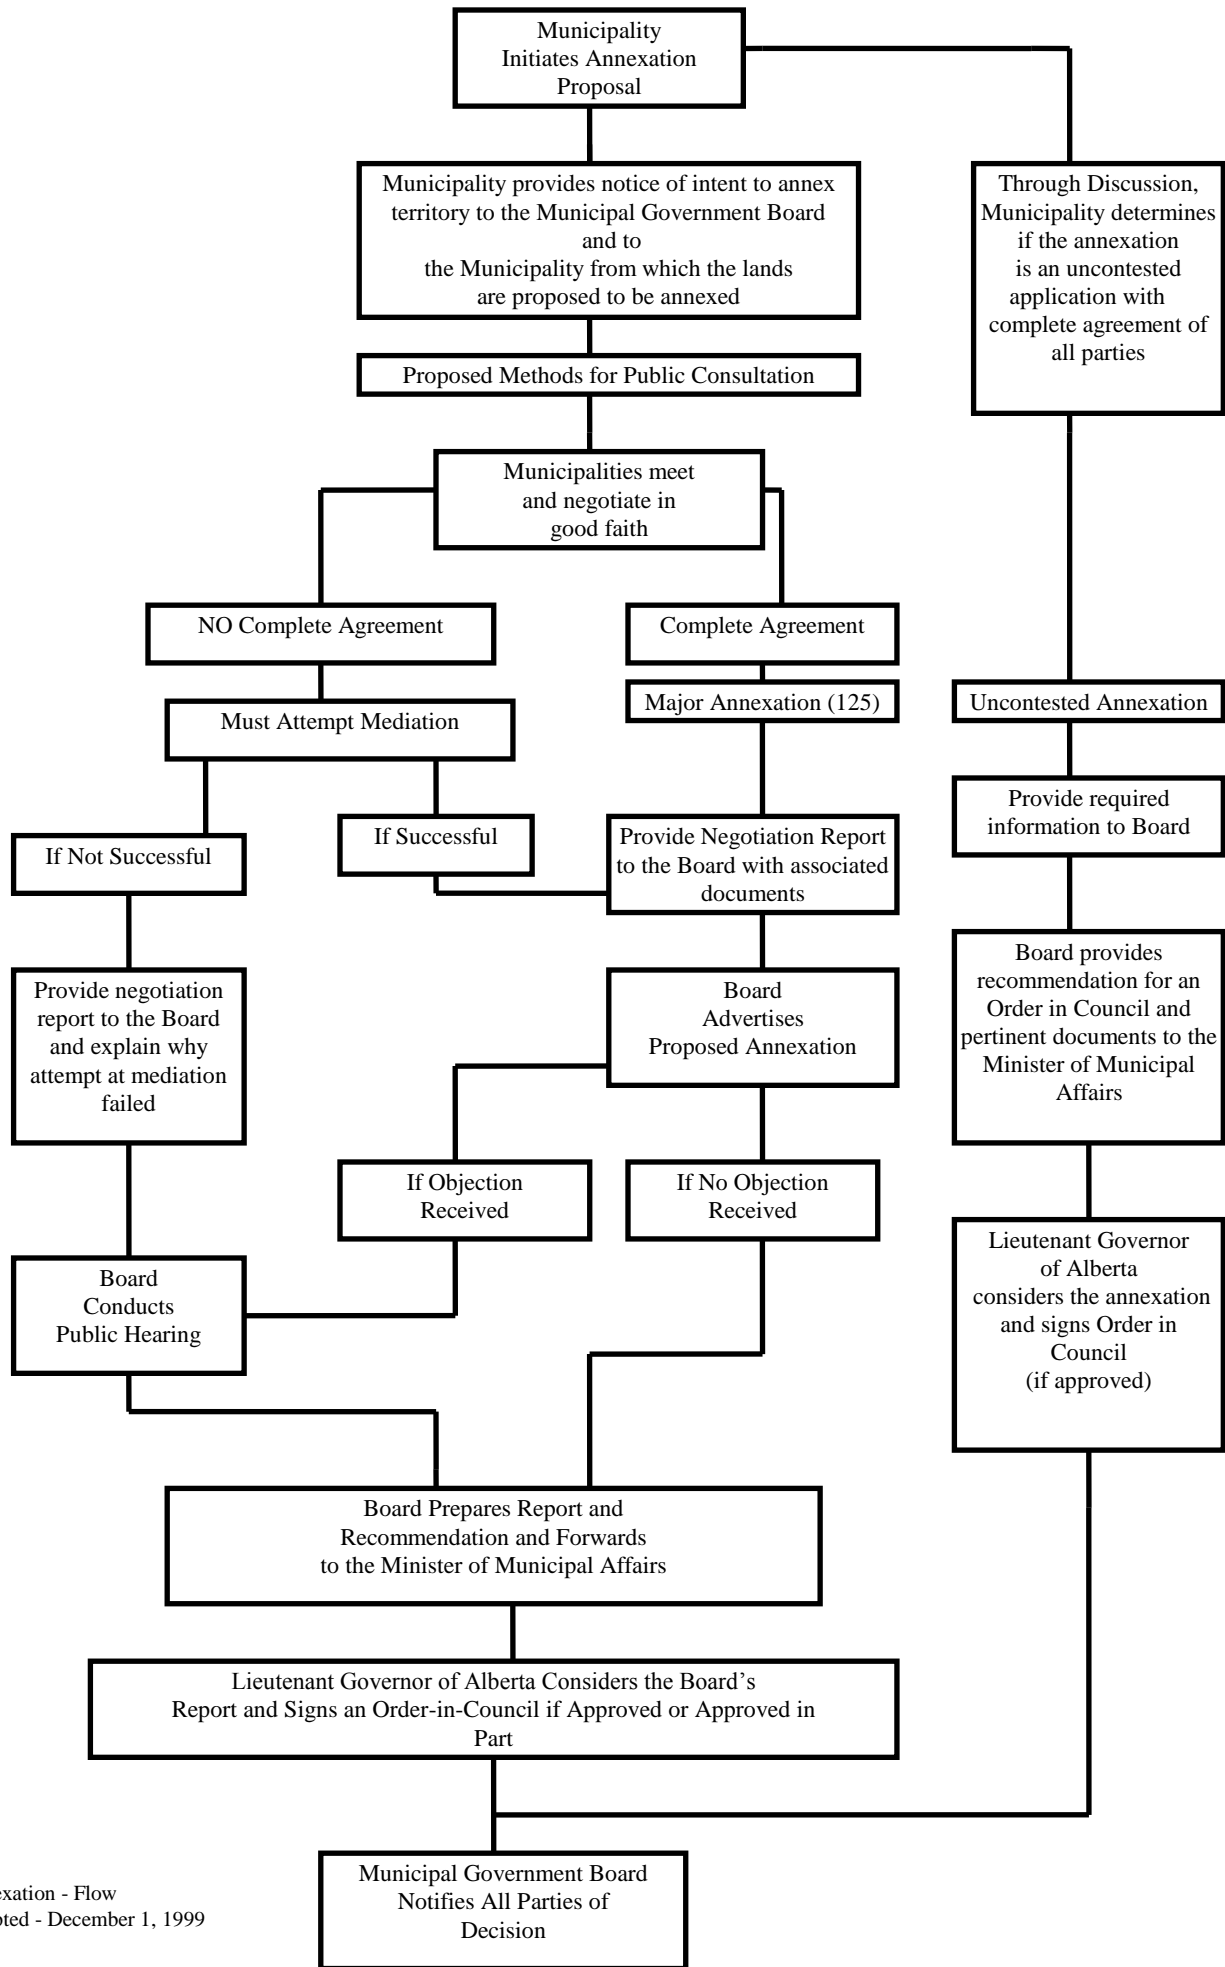 Municipality
Initiates Annexation
Proposal
Municipality provides notice of intent to annex
territory to the Municipal Government Board
and to
the Municipality from which the lands
are proposed to be annexed
Through Discussion,
Municipality determines
if the annexation
is an uncontested
application with
complete agreement of
all parties
Proposed Methods for Public Consultation
Municipalities meet
and negotiate in
good faith
NO Complete Agreement
Complete Agreement
Major Annexation (125)
Uncontested Annexation
Must Attempt Mediation
Provide required
information to Board
If Not Successful
If Successful
Provide Negotiation Report
to the Board with associated
documents
Board provides
recommendation for an
Order in Council and
pertinent documents to the
Minister of Municipal
Affairs
Provide negotiation
report to the Board
and explain why
attempt at mediation
failed
Board
Advertises
Proposed Annexation
If Objection
Received
If No Objection
Received
Lieutenant Governor
of Alberta
considers the annexation
and signs Order in
Council
(if approved)
Board
Conducts
Public Hearing
Board Prepares Report and
Recommendation and Forwards
to the Minister of Municipal Affairs
Lieutenant Governor of Alberta Considers the Board’s
Report and Signs an Order-in-Council if Approved or Approved in
Part
Municipal Government Board
Notifies All Parties of
Decision
exation - Flow
ted - December 1, 1999